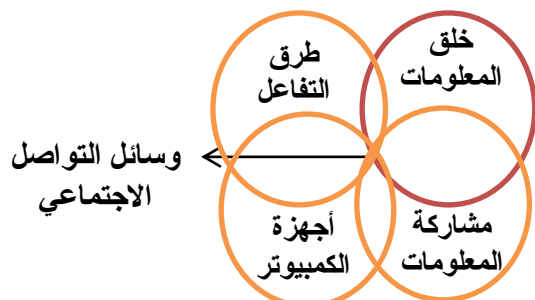 خلق
المعلومات
طرق
التفاعل
وسائل التواصل
الاجتماعي
مشاركة
المعلومات
أجهزة
الكمبيوتر